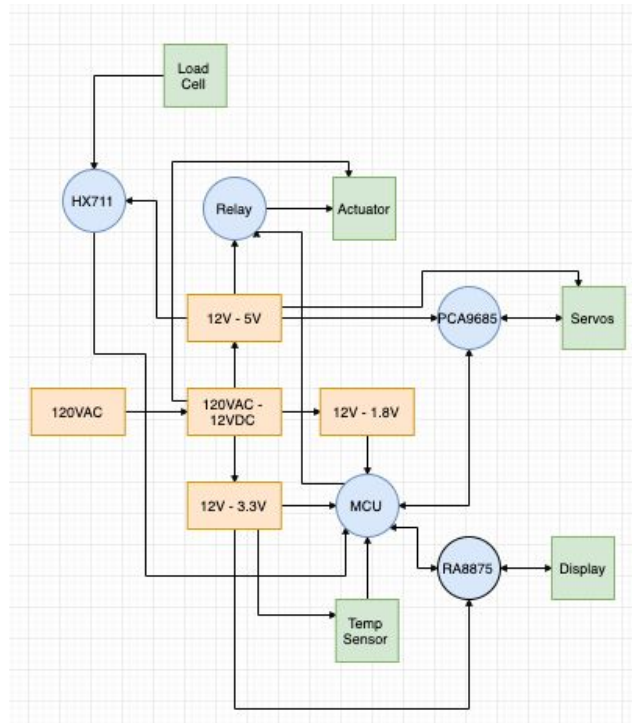 Load
Cell
HX711
Relay
Actuator
12V - 5V
PCA9685
Servos
120VAC
120VAC -
12VDC
12V - 1.8V
12V - 3.3V
MCU
RA8875
Display
Temp
Sensor